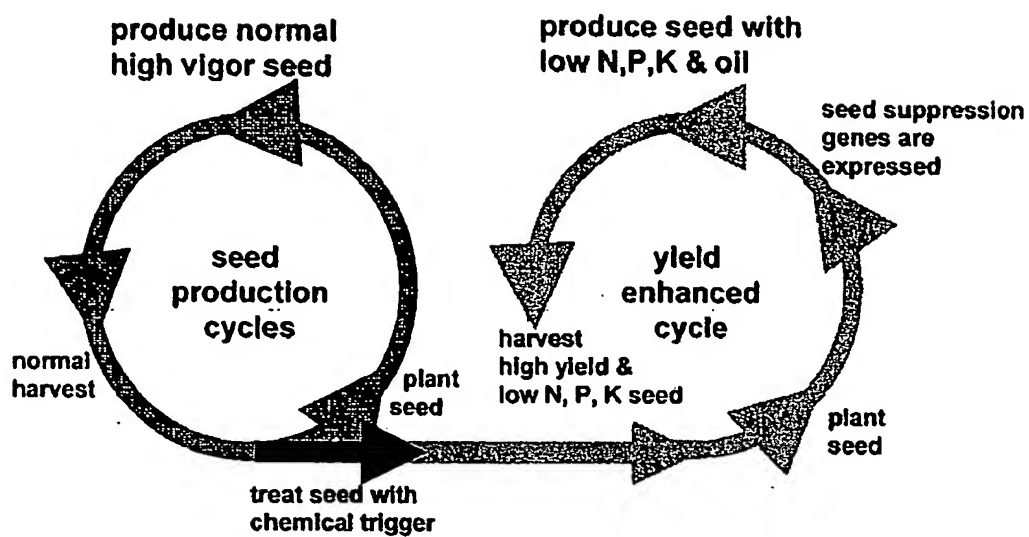 produce normal
high vigor seed
produce seed with
low N,P,K & oil
seed suppression
genes are
expressed
seed
production
cycles
yield
enhanced
cycle
normal
harvest
plant
seed
harvest
high yield &
low N, P, K seed
plant
seed
treat seed with
chemical trigger